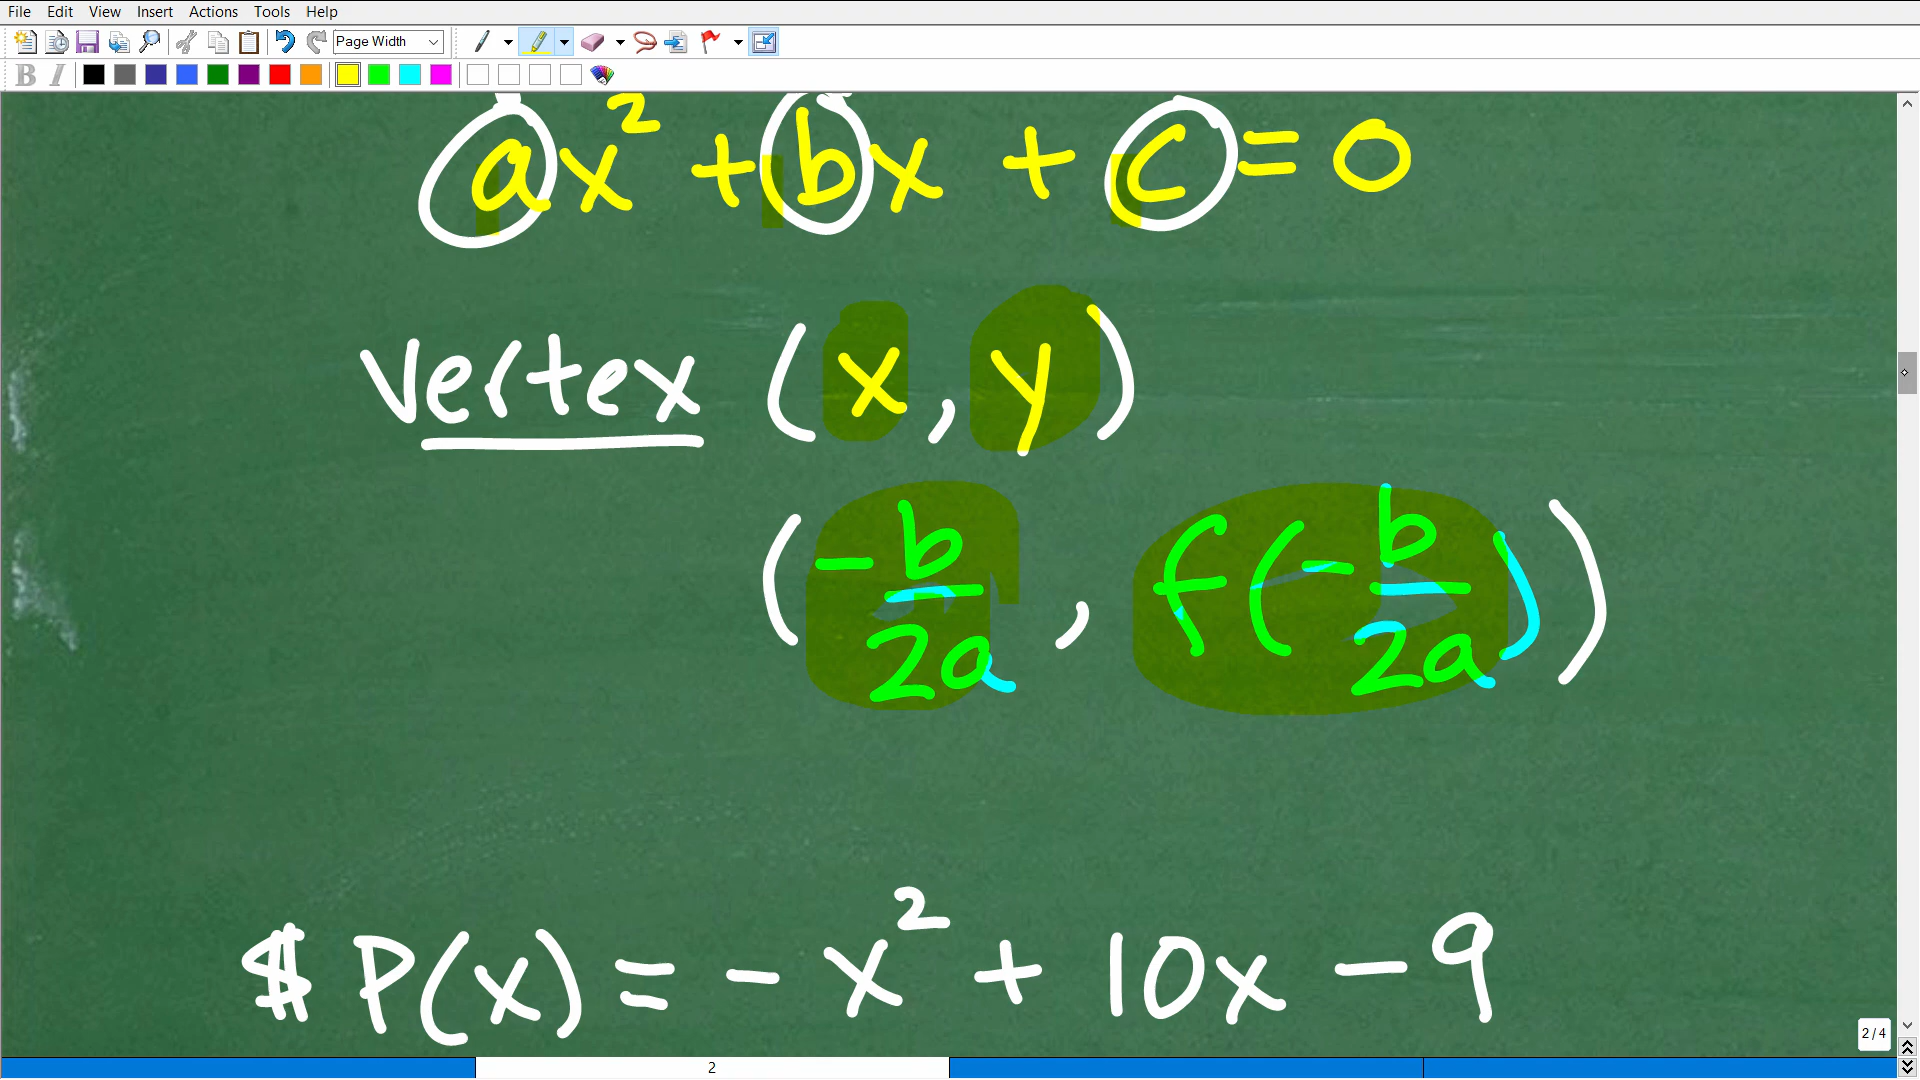 File Edit View Insert Actions Tools Help
Page Width
B I
ax² + bx + c = 0
vertex (x, y)
(-b/2a, f(-b/2a))
$ P(x) = -x² + 10x - 9
2 / 4
2